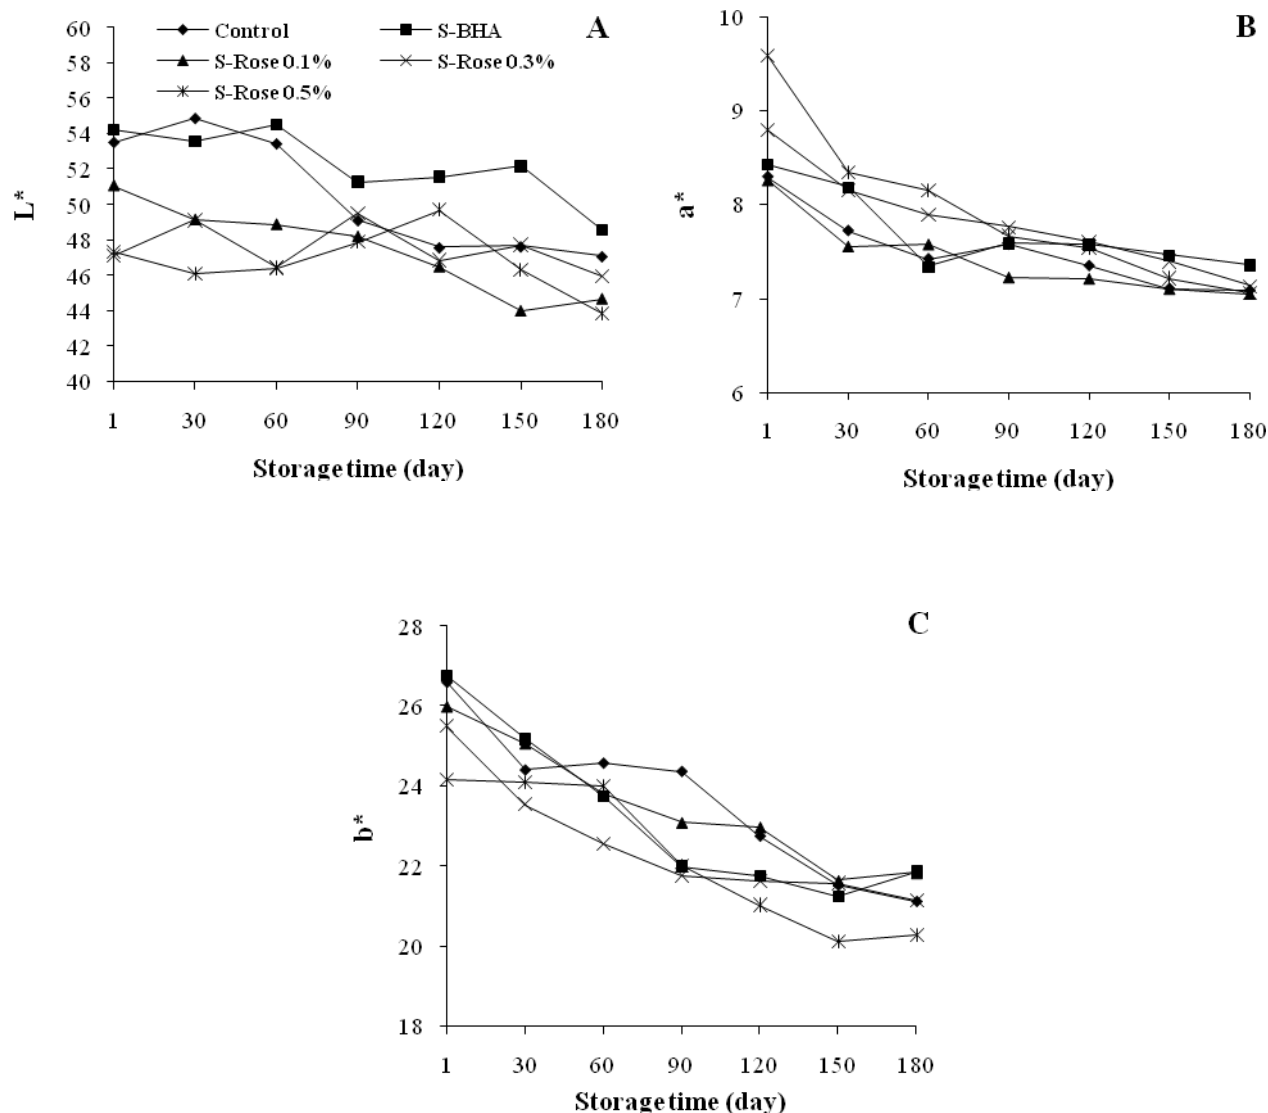 A
Control
S-BHA
S-Rose 0.1%
S-Rose 0.3%
S-Rose 0.5%
60
58
56
54
52
50
48
46
44
42
40
L*
1 30 60 90 120 150 180
Storage time (day)
B
10
9
8
7
6
a*
1 30 60 90 120 150 180
Storage time (day)
C
28
26
24
22
20
18
b*
1 30 60 90 120 150 180
Storage time (day)